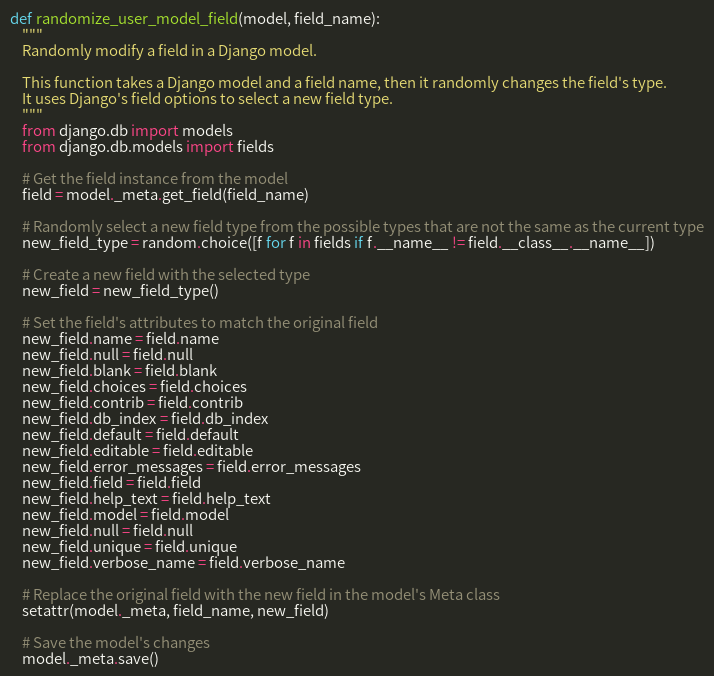 def randomize_user_model_field(model, field_name):
"""
Randomly modify a field in a Django model.
This function takes a Django model and a field name, then it randomly changes the field's type.
It uses Django's field options to select a new field type.
"""
from django.db import models
from django.db.models import fields
# Get the field instance from the model
field = model._meta.get_field(field_name)
# Randomly select a new field type from the possible types that are not the same as the current type
new_field_type = random.choice([f for f in fields if f.__name__ != field.__class__.__name__])
# Create a new field with the selected type
new_field = new_field_type()
# Set the field's attributes to match the original field
new_field.name = field.name
new_field.null = field.null
new_field.blank = field.blank
new_field.choices = field.choices
new_field.contrib = field.contrib
new_field.db_index = field.db_index
new_field.default = field.default
new_field.editable = field.editable
new_field.error_messages = field.error_messages
new_field.field = field.field
new_field.help_text = field.help_text
new_field.model = field.model
new_field.null = field.null
new_field.unique = field.unique
new_field.verbose_name = field.verbose_name
# Replace the original field with the new field in the model's Meta class
setattr(model._meta, field_name, new_field)
# Save the model's changes
model._meta.save()